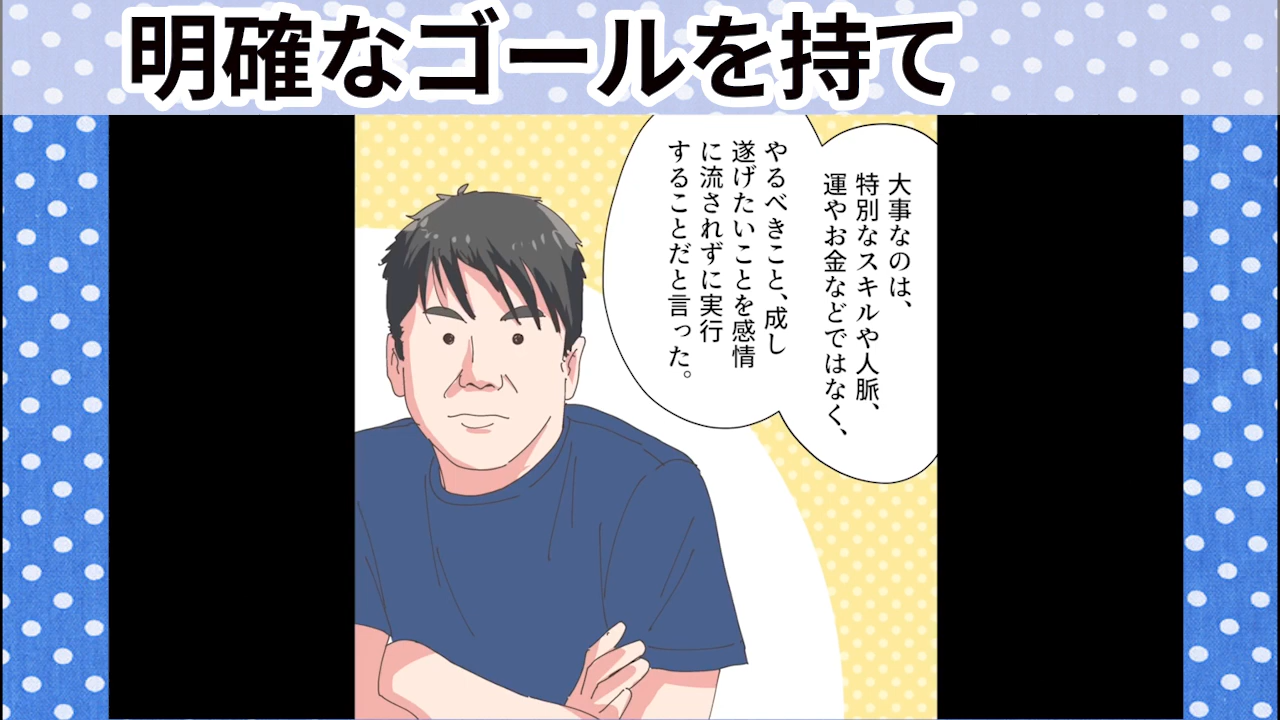 明確なゴールを持て
大事なのは、
特別なスキルや人脈、
運やお金などではなく、
やるべきこと、成し
遂げたいことを感情
に流されずに実行
することだと言った。